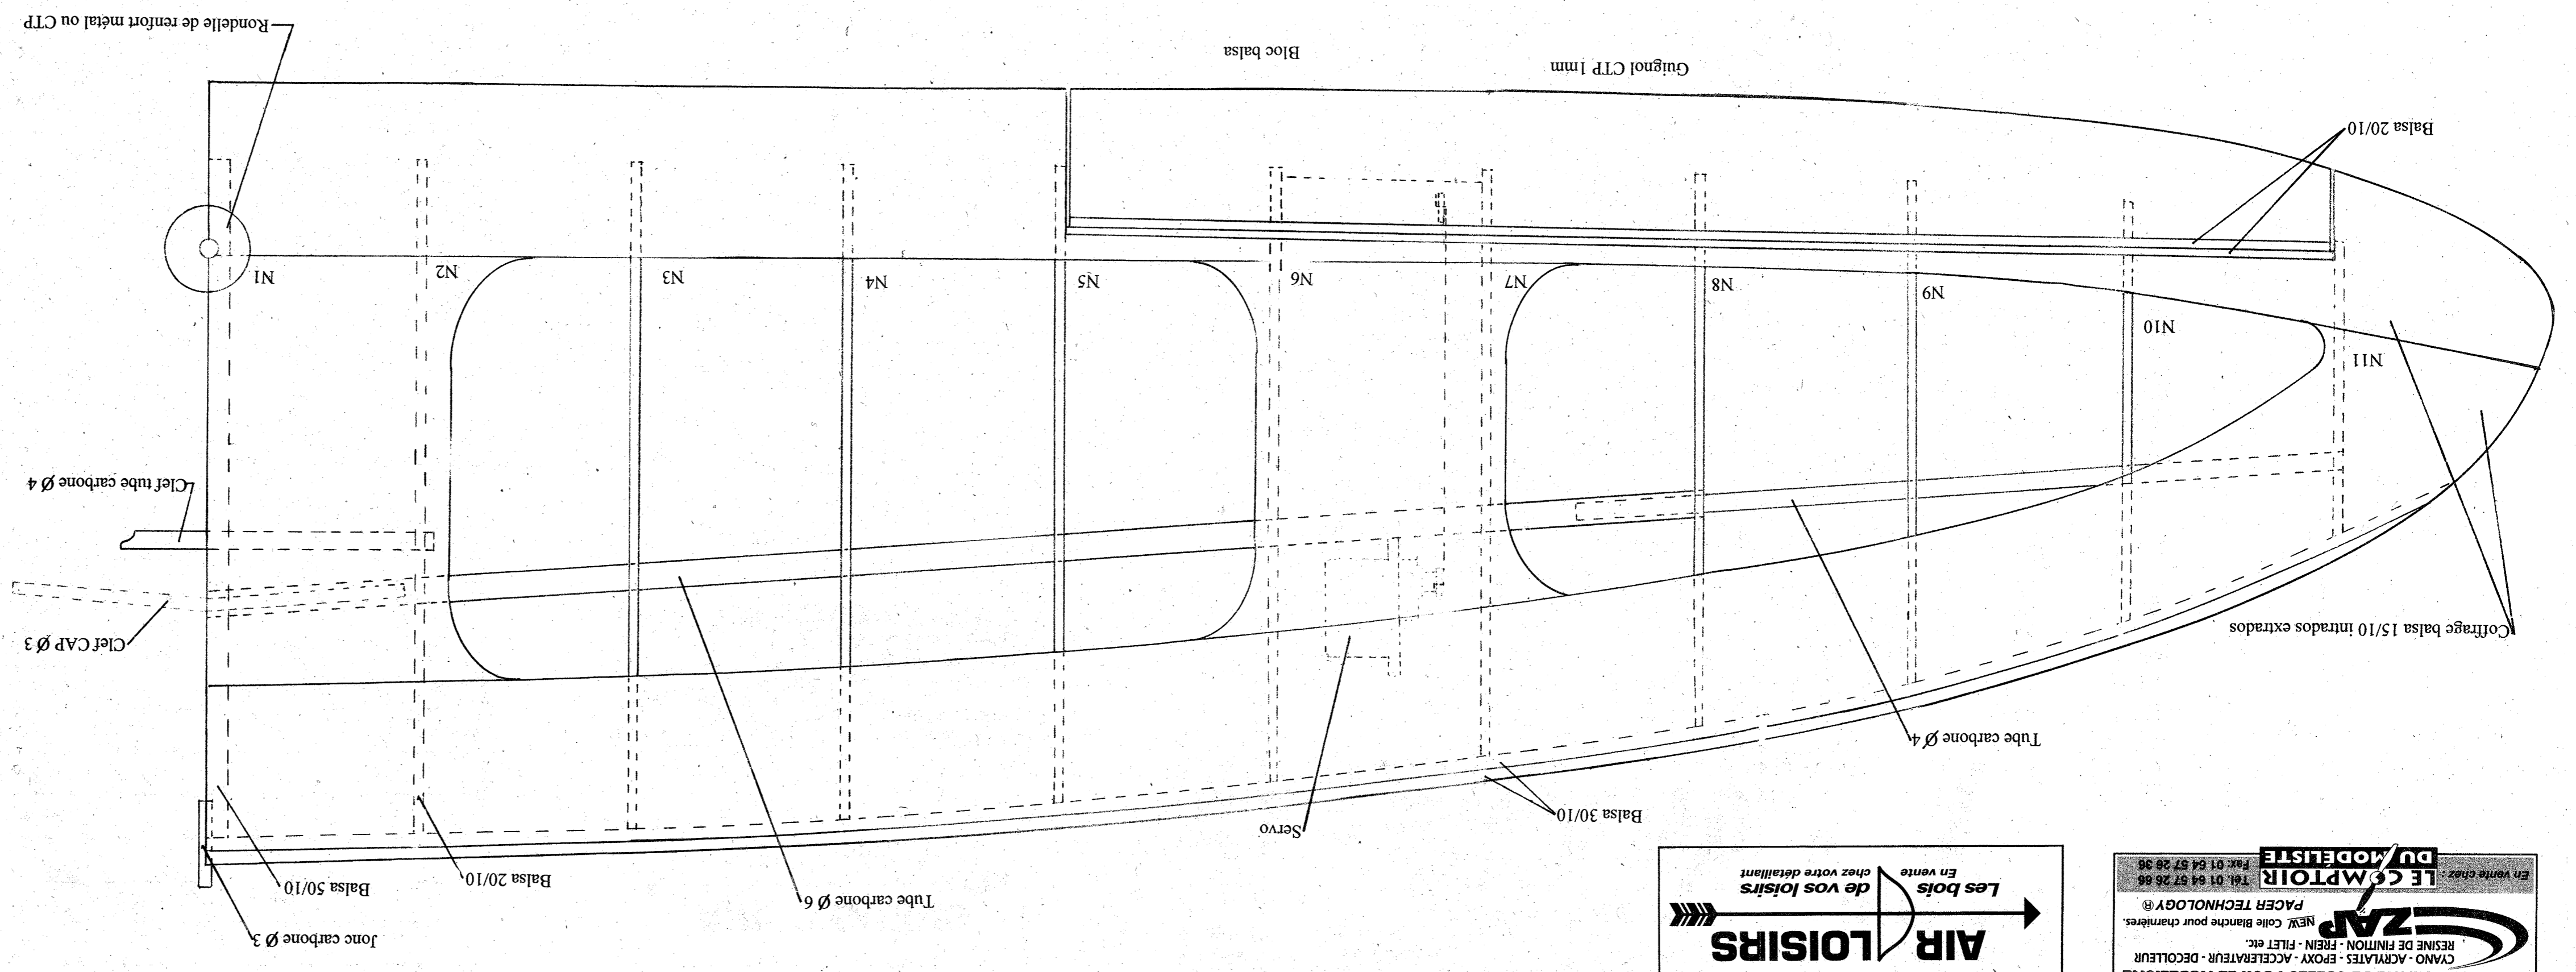 CYANO - ACRYLATES - EPOXY - ACCELERATEUR - DECOLLEUR
RESINE DE FINITION - FREIN - FILET etc.
ZAP
NEW Colle Blanche pour charnières.
PACER TECHNOLOGY ®
En vente chez :
LE COMPTOIR
DU MODÉLISTE
Tél. 01 64 57 26 66
Fax: 01 64 57 26 36
AIR LOISIRS
Les bois de vos loisirs
En vente chez votre détaillant
Jonc carbone Ø 3
Balsa 50/10
Balsa 20/10
Tube carbone Ø 6
Servo
Balsa 30/10
Tube carbone Ø 4
Coffrage balsa 15/10 intrados extrados
Clef CAP Ø 3
Clef tube carbone Ø 4
N11
N10
N9
N8
N7
N6
N5
N4
N3
N2
N1
Balsa 20/10
Guignol CTP 1mm
Bloc balsa
Rondelle de renfort métal ou CTP